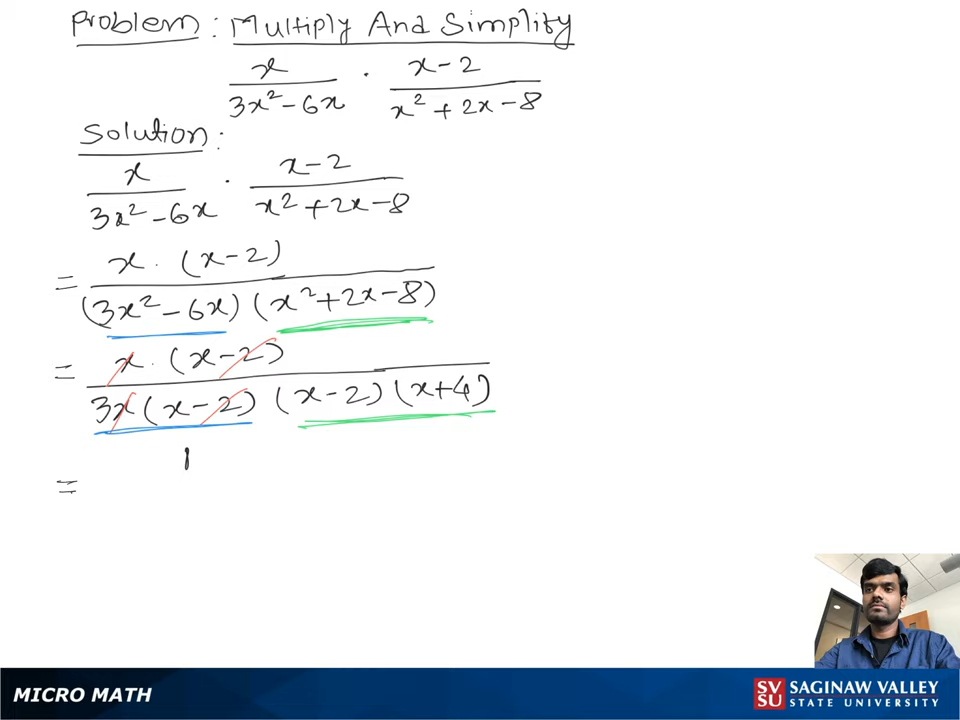 Problem: Multiply And Simplify
x / (3x² - 6x) · (x - 2) / (x² + 2x - 8)
Solution:
x / (3x² - 6x) · (x - 2) / (x² + 2x - 8)
= x · (x - 2) / (3x² - 6x) (x² + 2x - 8)
= x · (x - 2) / 3x (x - 2) (x - 2) (x + 4)
= 1
MICRO MATH
SV SU SAGINAW VALLEY
STATE UNIVERSITY